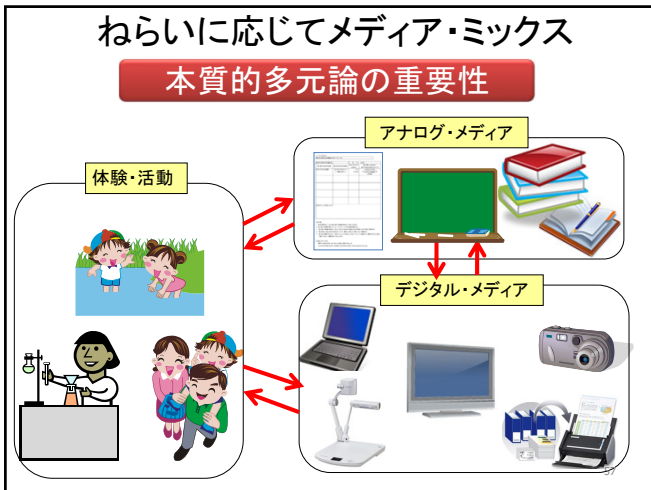 ねらいに応じてメディア・ミックス
本質的多元論の重要性
アナログ・メディア
体験・活動
デジタル・メディア
57